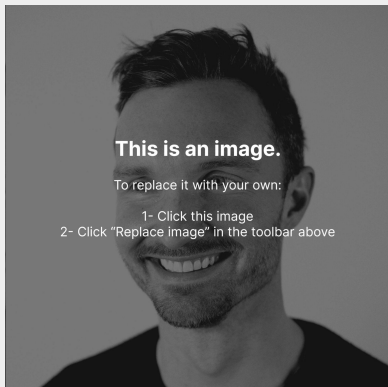 This is an image.
To replace it with your own:
1- Click this image
2- Click “Replace image” in the toolbar above